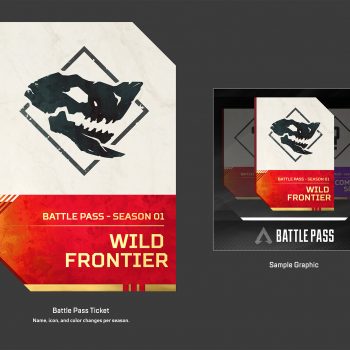 BATTLE PASS - SEASON 01
WILD
FRONTIER
Battle Pass Ticket
Name, icon, and color changes per season.
BATTLE PASS - SEASON 01
WILD
FRONTIER
BATTLE PASS
Sample Graphic